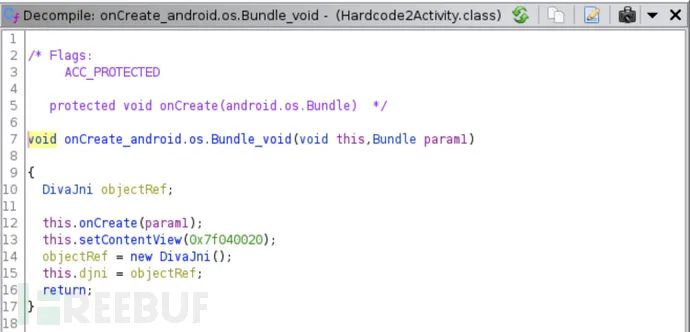 Decompile: onCreate_android.os.Bundle_void - (Hardcode2Activity.class)
1
2 /* Flags:
3 ACC_PROTECTED
4
5 protected void onCreate(android.os.Bundle) */
6
7 void onCreate_android.os.Bundle_void(void this,Bundle param1)
8
9 {
10 DivaJni objectRef;
11
12 this.onCreate(param1);
13 this.setContentView(0x7f040020);
14 objectRef = new DivaJni();
15 this.djni = objectRef;
16 return;
17 }
18
REEBUF